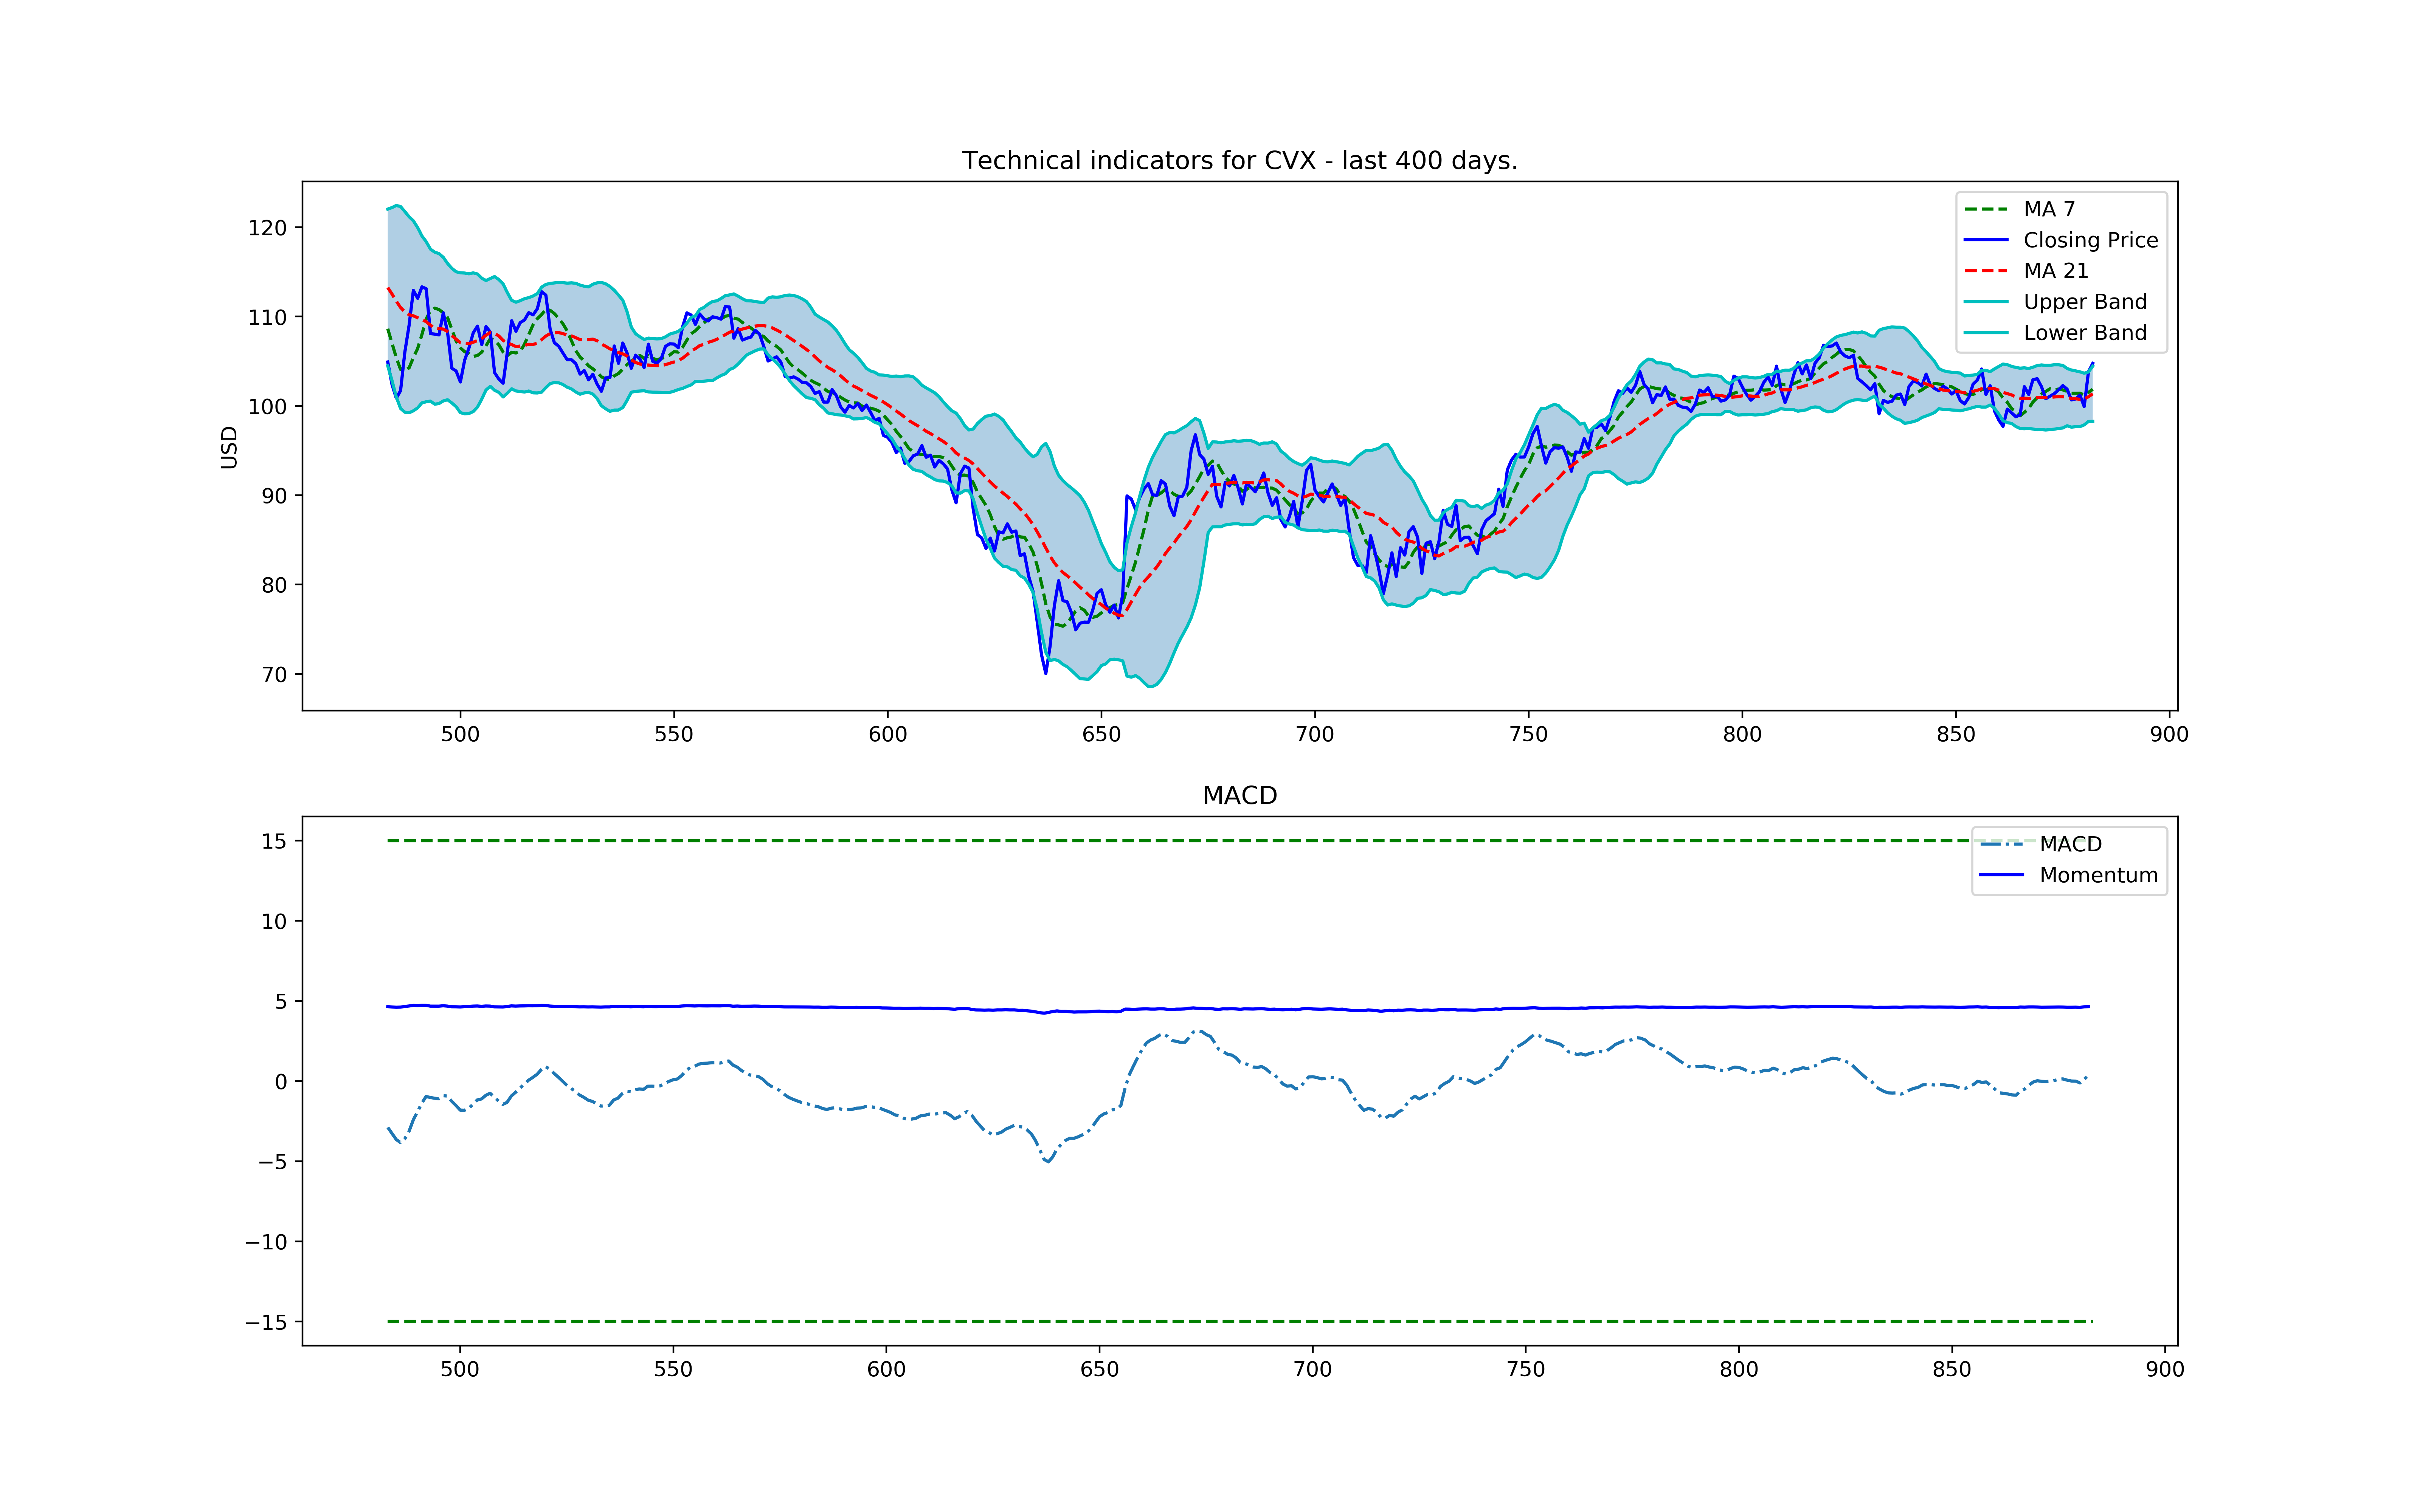 Technical indicators for CVX - last 400 days.
USD
120
110
100
90
80
70
MA 7
Closing Price
MA 21
Upper Band
Lower Band
500 550 600 650 700 750 800 850 900
MACD
15
10
5
0
−5
−10
−15
MACD
Momentum
500 550 600 650 700 750 800 850 900